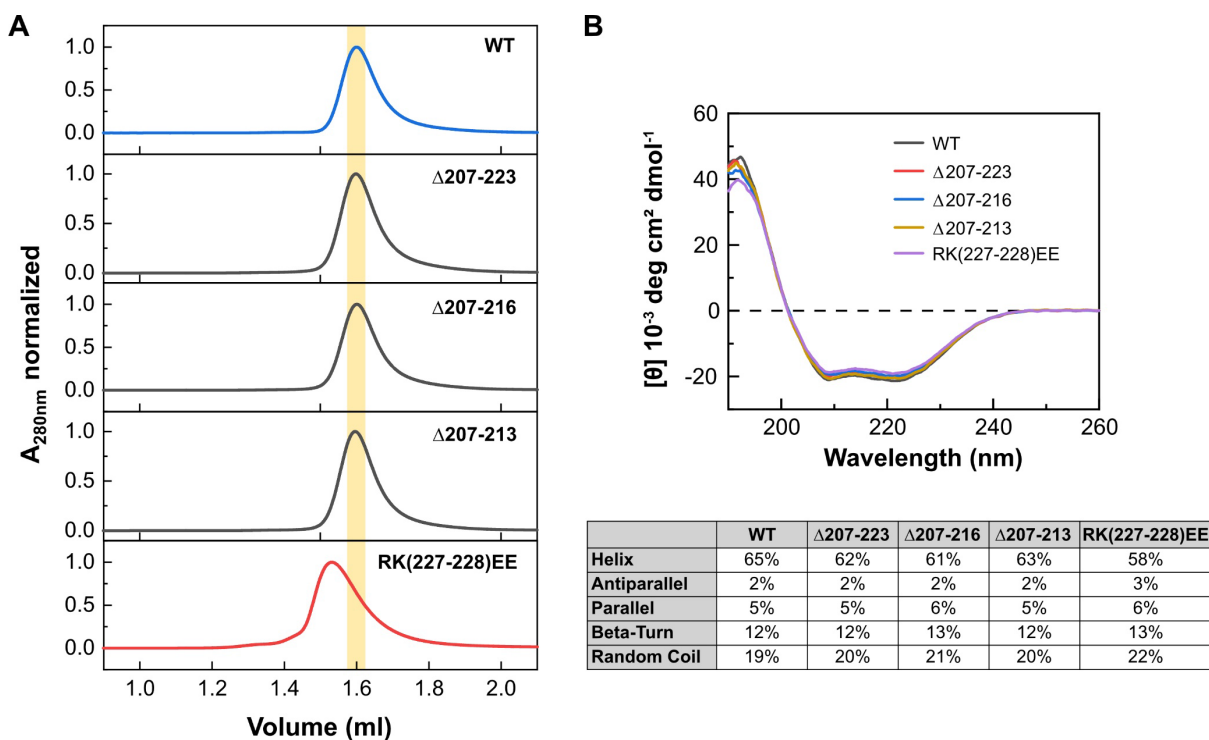 A
WT
1.0
0.5
0.0
Δ207-223
1.0
0.5
0.0
Δ207-216
1.0
0.5
0.0
Δ207-213
1.0
0.5
0.0
RK(227-228)EE
1.0
0.5
0.0
A280nm normalized
1.0 1.2 1.4 1.6 1.8 2.0
Volume (ml)
B
60
40
20
0
-20
[θ] 10-3 deg cm² dmol-1
WT
Δ207-223
Δ207-216
Δ207-213
RK(227-228)EE
200 220 240 260
Wavelength (nm)
WT Δ207-223 Δ207-216 Δ207-213 RK(227-228)EE
Helix 65% 62% 61% 63% 58%
Antiparallel 2% 2% 2% 2% 3%
Parallel 5% 5% 6% 5% 6%
Beta-Turn 12% 12% 13% 12% 13%
Random Coil 19% 20% 21% 20% 22%